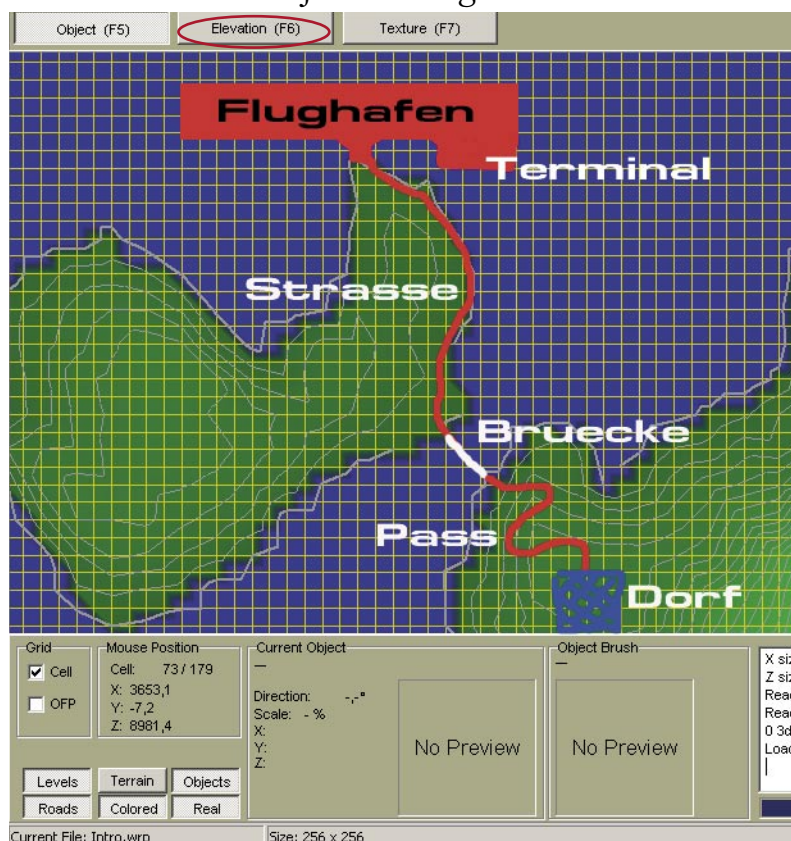 Object (F5) Elevation (F6) Texture (F7)
Flughafen
Terminal
Strasse
Bruecke
Pass
Dorf
Grid
Cell
OFP
Mouse Position
Cell: 73 / 179
X: 3653,1
Y: -7,2
Z: 8981,4
Levels Terrain Objects
Roads Colored Real
Current Object
---
Direction: -,-°
Scale: - %
X:
Y:
Z:
No Preview
Object Brush
---
No Preview
X
Z
0 3d
Current File: Intro.wrp Size: 256 x 256